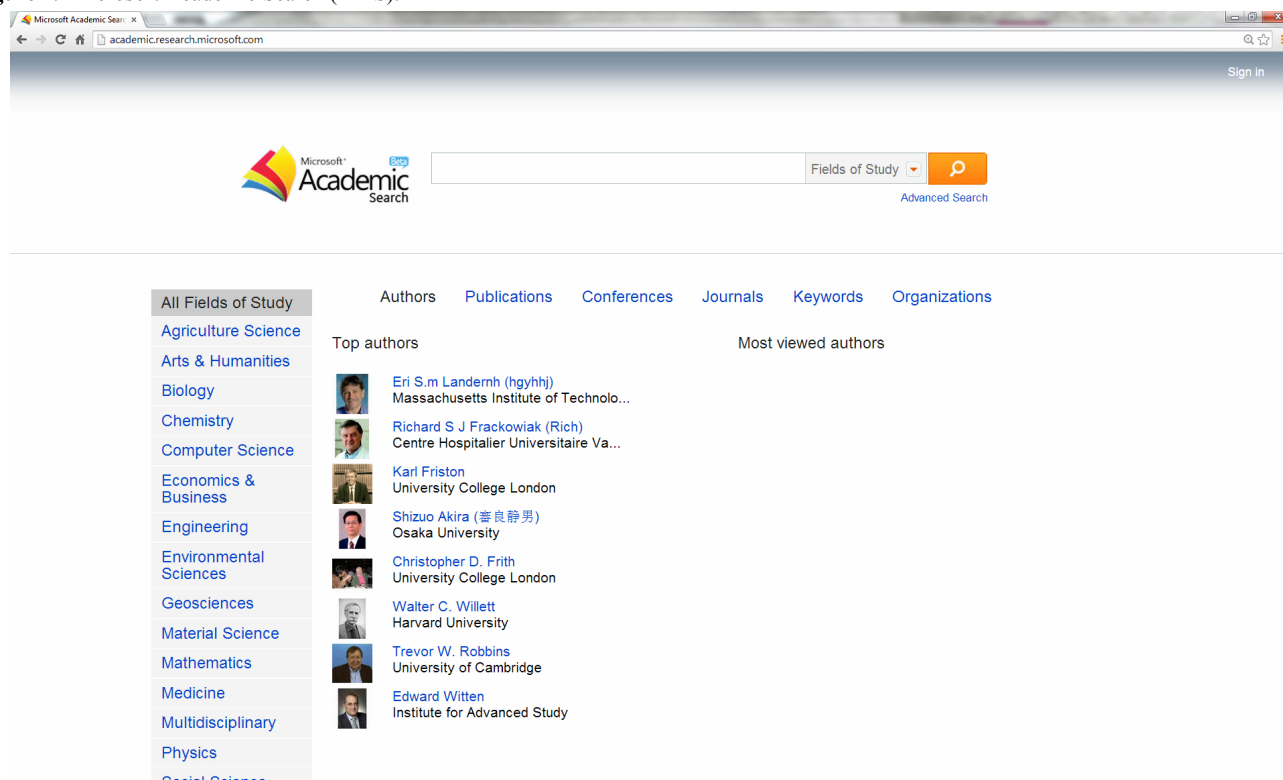 Microsoft Academic Searc
academic.research.microsoft.com
Sign in
Microsoft Beta
Academic
Search
Fields of Study
Advanced Search
All Fields of Study
Agriculture Science
Arts & Humanities
Biology
Chemistry
Computer Science
Economics &
Business
Engineering
Environmental
Sciences
Geosciences
Material Science
Mathematics
Medicine
Multidisciplinary
Physics
Authors Publications Conferences Journals Keywords Organizations
Top authors
Most viewed authors
Eri S.m Landernh (hgyhhj)
Massachusetts Institute of Technolo...
Richard S J Frackowiak (Rich)
Centre Hospitalier Universitaire Va...
Karl Friston
University College London
Shizuo Akira (審良静男)
Osaka University
Christopher D. Frith
University College London
Walter C. Willett
Harvard University
Trevor W. Robbins
University of Cambridge
Edward Witten
Institute for Advanced Study